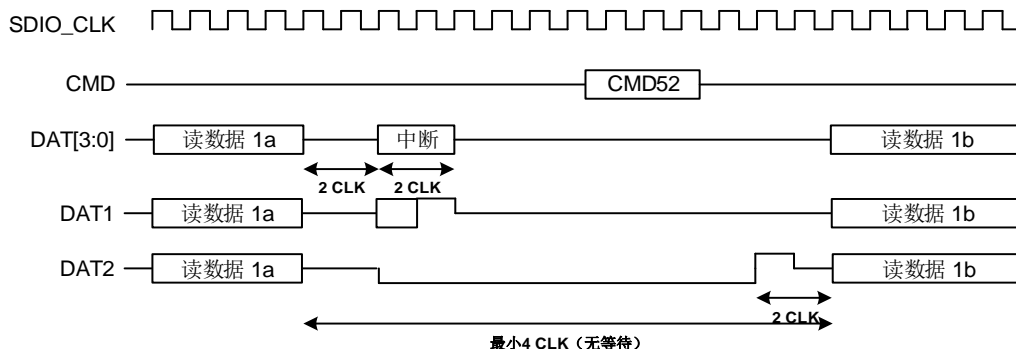 SDIO_CLK
CMD CMD52
DAT[3:0] 读数据 1a 中断 读数据 1b
2 CLK 2 CLK
DAT1 读数据 1a 读数据 1b
DAT2 读数据 1a 读数据 1b
2 CLK
最小4 CLK（无等待）